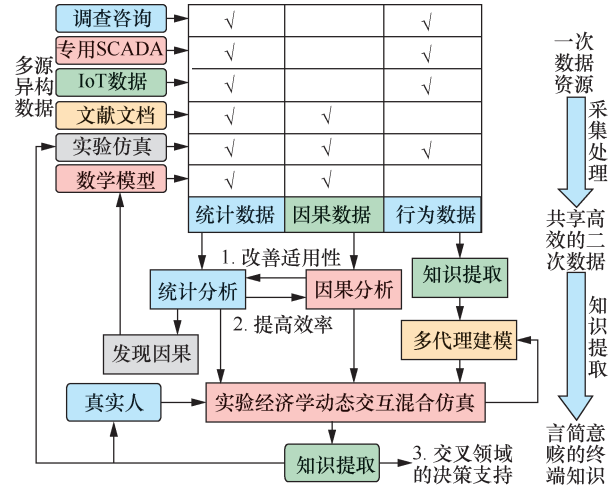 调查咨询 √ √
专用SCADA √ √
IoT数据 √ √
文献文档 √ √
实验仿真 √ √ √
数学模型 √ √
多源
异构
数据
统计数据 因果数据 行为数据
1. 改善适用性
统计分析 因果分析 知识提取
2. 提高效率
发现因果 多代理建模
真实人 实验经济学动态交互混合仿真
知识提取
3. 交叉领域
的决策支持
一次
数据
资源
采集处理
共享高
效的二
次数据
知识提取
言简意
赅的终
端知识